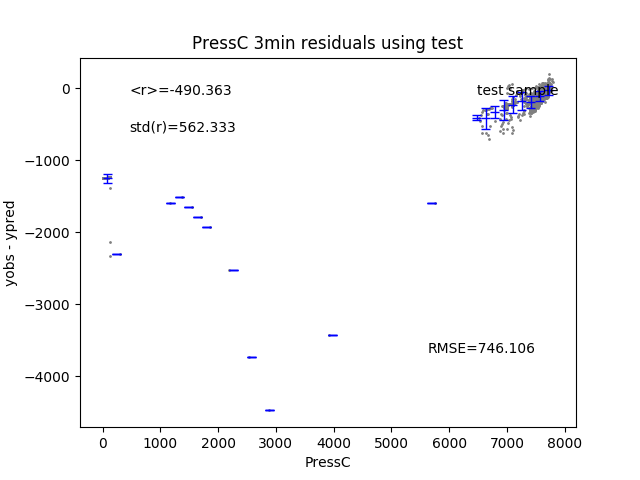 PressC 3min residuals using test
<r>=-490.363
test sample
std(r)=562.333
RMSE=746.106
yobs - ypred
0
−1000
−2000
−3000
−4000
0 1000 2000 3000 4000 5000 6000 7000 8000
PressC